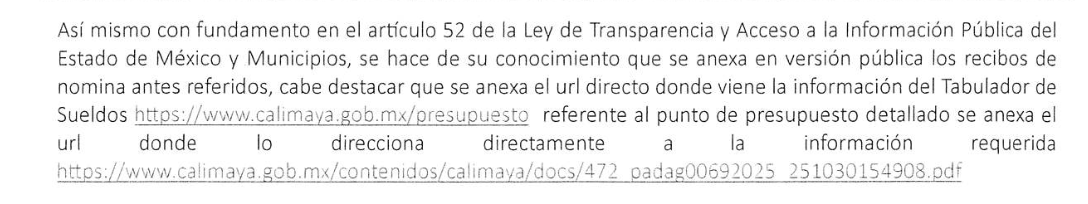 Así mismo con fundamento en el artículo 52 de la Ley de Transparencia y Acceso a la Información Pública del
Estado de México y Municipios, se hace de su conocimiento que se anexa en versión pública los recibos de
nomina antes referidos, cabe destacar que se anexa el url directo donde viene la información del Tabulador de
Sueldos https://www.calimaya.gob.mx/presupuesto referente al punto de presupuesto detallado se anexa el
url donde lo direcciona directamente a la información requerida
https://www.calimaya.gob.mx/contenidos/calimaya/docs/472_padag00692025_251030154908.pdf